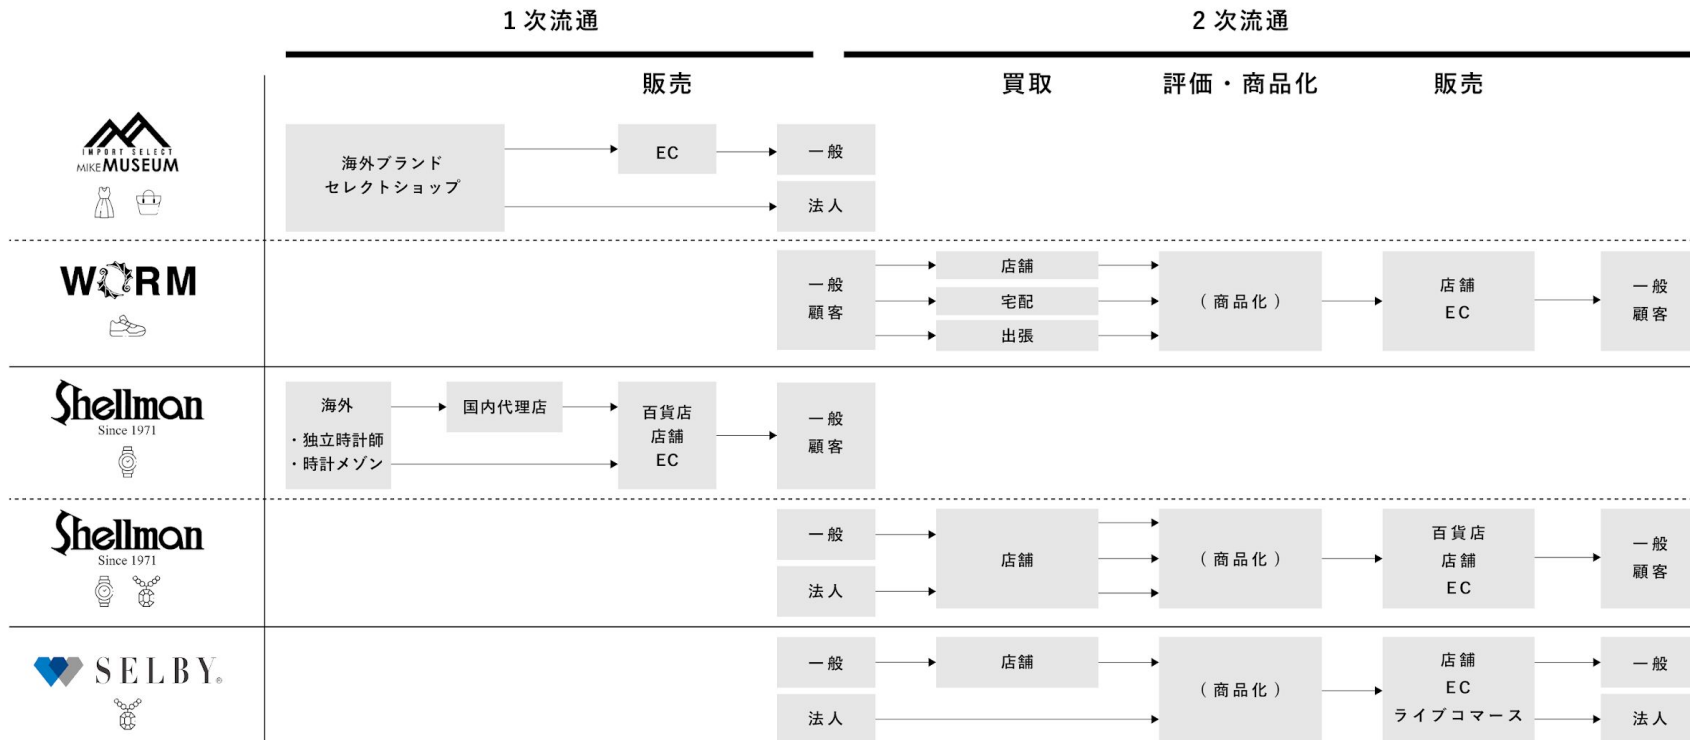 1次流通
2次流通
販売
買取
評価・商品化
販売
IMPORT SELECT
MIKE MUSEUM
海外ブランド
セレクトショップ
EC
一般
法人
WORM
一般
顧客
店舗
宅配
出張
(商品化)
店舗
EC
一般
顧客
Shellman
Since 1971
海外
・独立時計師
・時計メゾン
国内代理店
百貨店
店舗
EC
一般
顧客
Shellman
Since 1971
一般
法人
店舗
(商品化)
百貨店
店舗
EC
一般
顧客
SELBY®
一般
法人
店舗
(商品化)
店舗
EC
ライブコマース
一般
法人